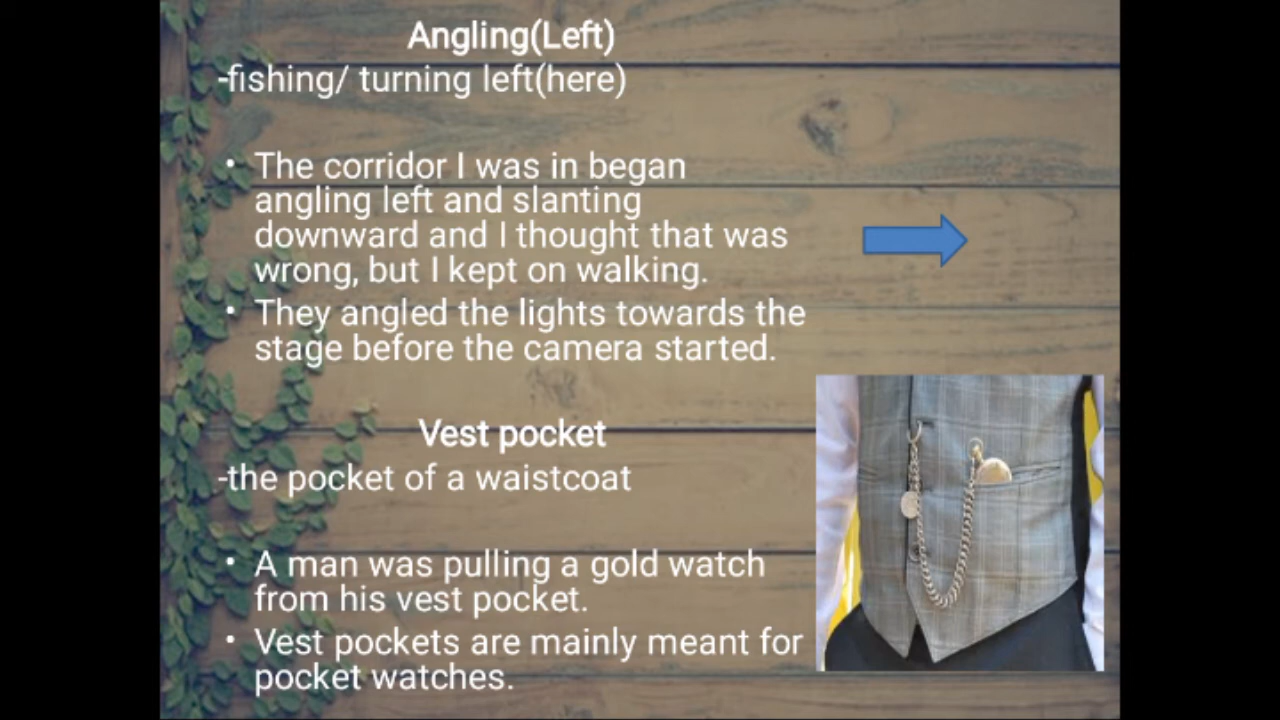 Angling(Left)
-fishing/ turning left(here)
• The corridor I was in began
angling left and slanting
downward and I thought that was
wrong, but I kept on walking.
• They angled the lights towards the
stage before the camera started.
Vest pocket
-the pocket of a waistcoat
• A man was pulling a gold watch
from his vest pocket.
• Vest pockets are mainly meant for
pocket watches.